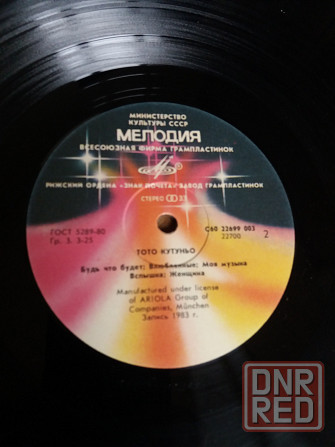 МИНИСТЕРСТВО
КУЛЬТУРЫ СССР
МЕЛОДИЯ
ВСЕСОЮЗНАЯ ФИРМА ГРАМПЛАСТИНОК
РИЖСКИЙ ОРДЕНА «ЗНАК ПОЧЕТА» ЗАВОД ГРАМПЛАСТИНОК
СТЕРЕО 33
ГОСТ 5289-80
Гр. 3. 3-25
С60 22699 003
22700 2
ТОТО КУТУНЬО
Будь что будет; Влюбленные; Моя музыка
Вспышка; Женщина
Manufactured under license
of ARIOLA Group of
Companies, München
Запись 1983 г.
DNR
RED